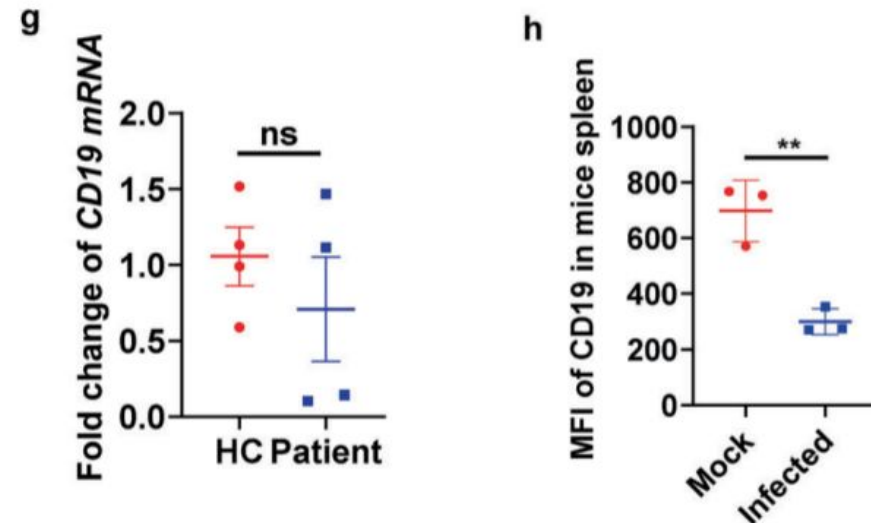 g
Fold change of CD19 mRNA
2.0
1.5
1.0
0.5
0.0
ns
HC Patient
h
MFI of CD19 in mice spleen
1000
800
600
400
200
0
**
Mock
Infected